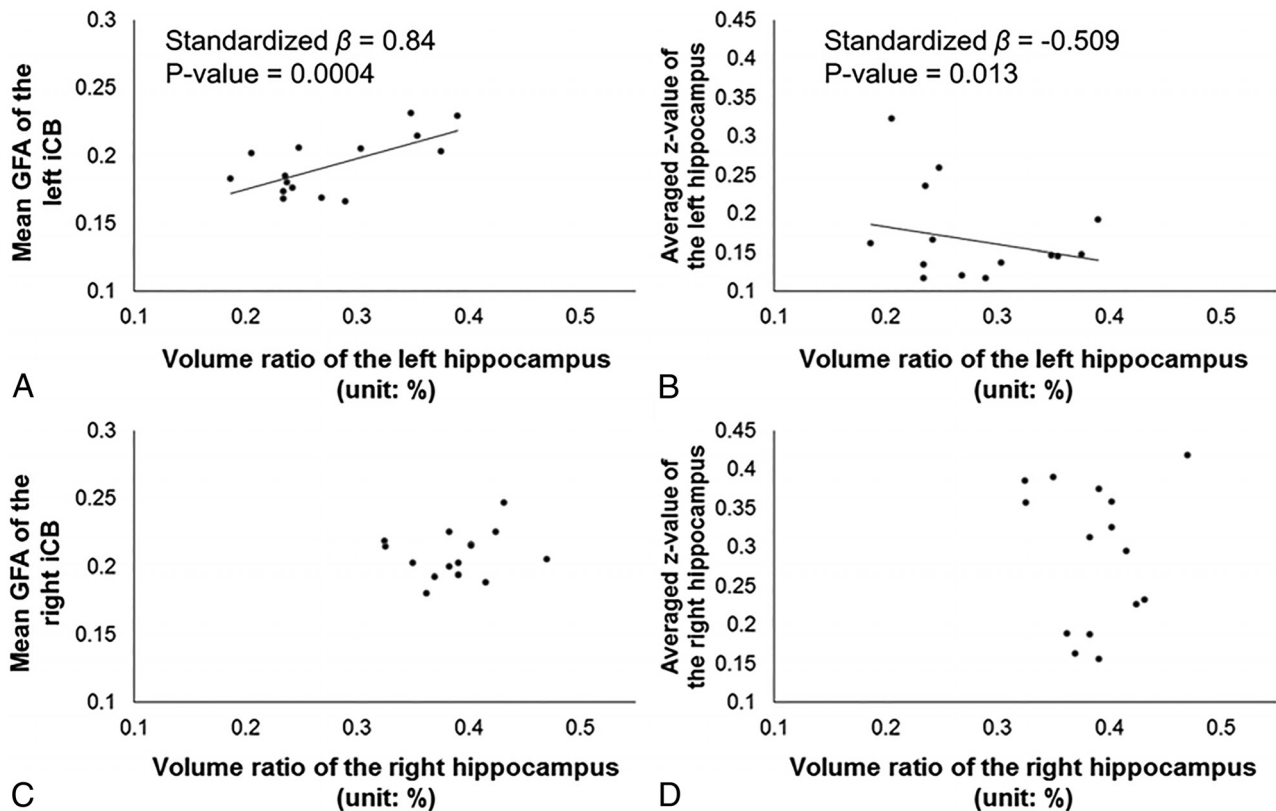 Standardized β = 0.84
P-value = 0.0004
Mean GFA of the
left iCB
0.3
0.25
0.2
0.15
0.1
0.1 0.2 0.3 0.4 0.5
Volume ratio of the left hippocampus
(unit: %)
A
Standardized β = -0.509
P-value = 0.013
Averaged z-value of
the left hippocampus
0.45
0.4
0.35
0.3
0.25
0.2
0.15
0.1
0.1 0.2 0.3 0.4 0.5
Volume ratio of the left hippocampus
(unit: %)
B
Mean GFA of the
right iCB
0.3
0.25
0.2
0.15
0.1
0.1 0.2 0.3 0.4 0.5
Volume ratio of the right hippocampus
(unit: %)
C
Averaged z-value of
the right hippocampus
0.45
0.4
0.35
0.3
0.25
0.2
0.15
0.1
0.1 0.2 0.3 0.4 0.5
Volume ratio of the right hippocampus
(unit: %)
D